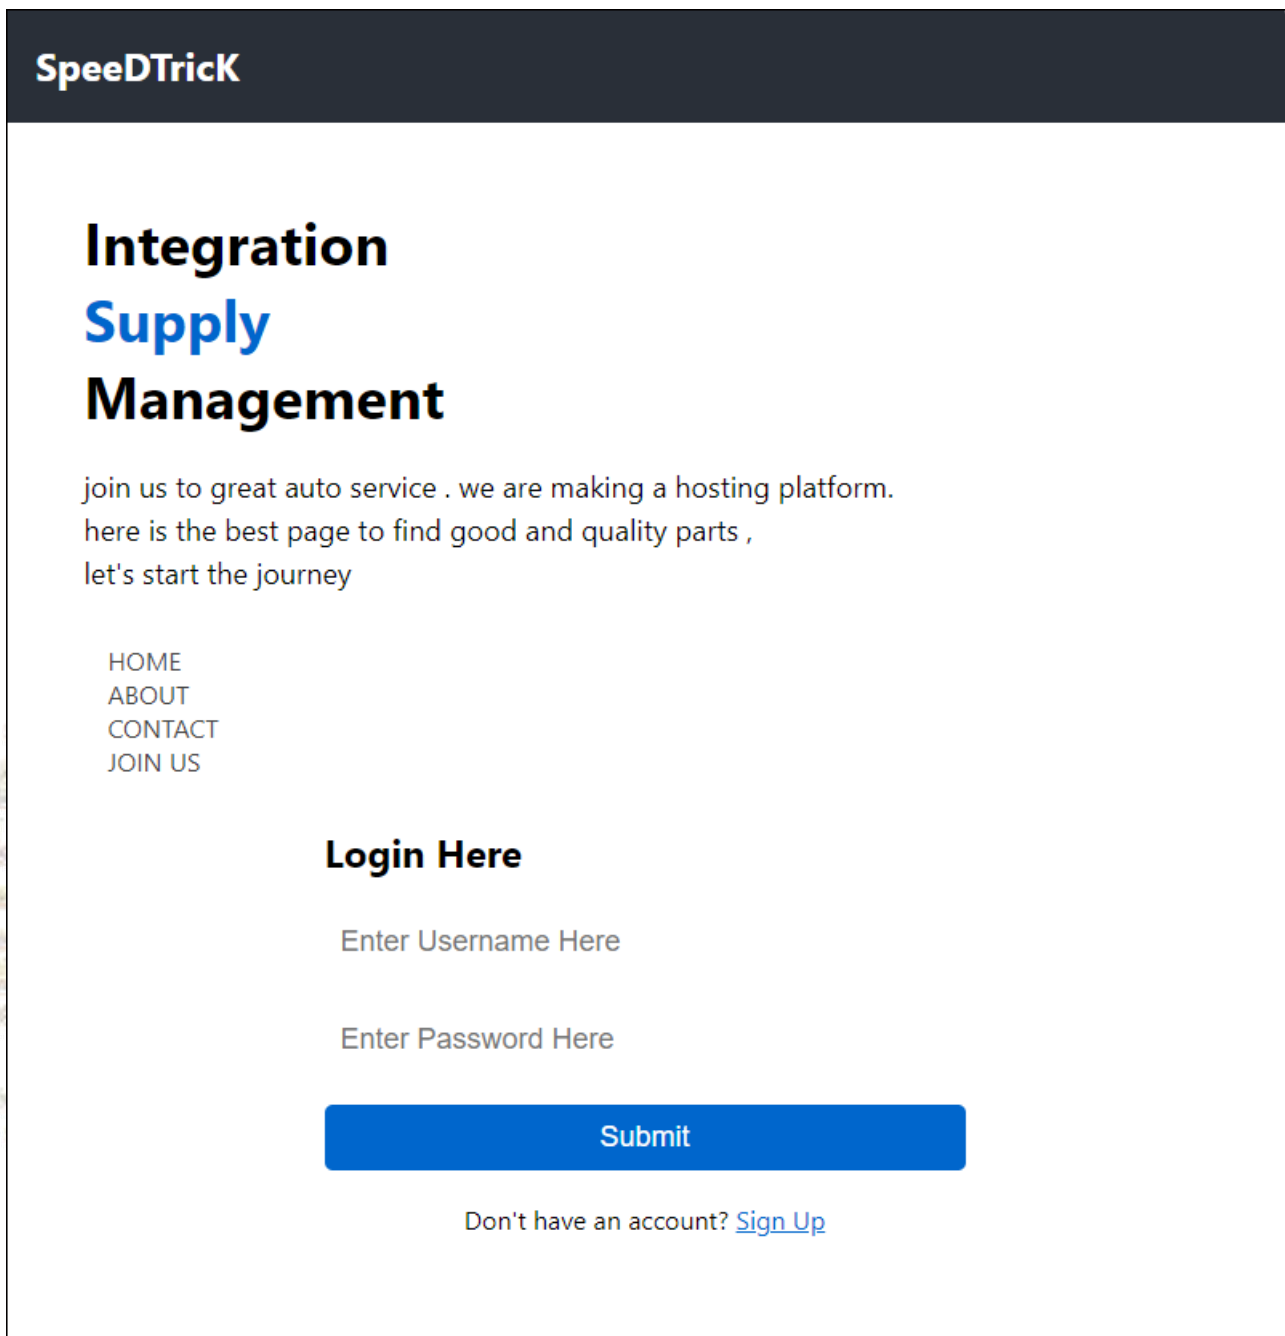 SpeeDTricK
Integration
Supply
Management
join us to great auto service . we are making a hosting platform.
here is the best page to find good and quality parts ,
let's start the journey
HOME
ABOUT
CONTACT
JOIN US
Login Here
Enter Username Here
Enter Password Here
Submit
Don't have an account? Sign Up